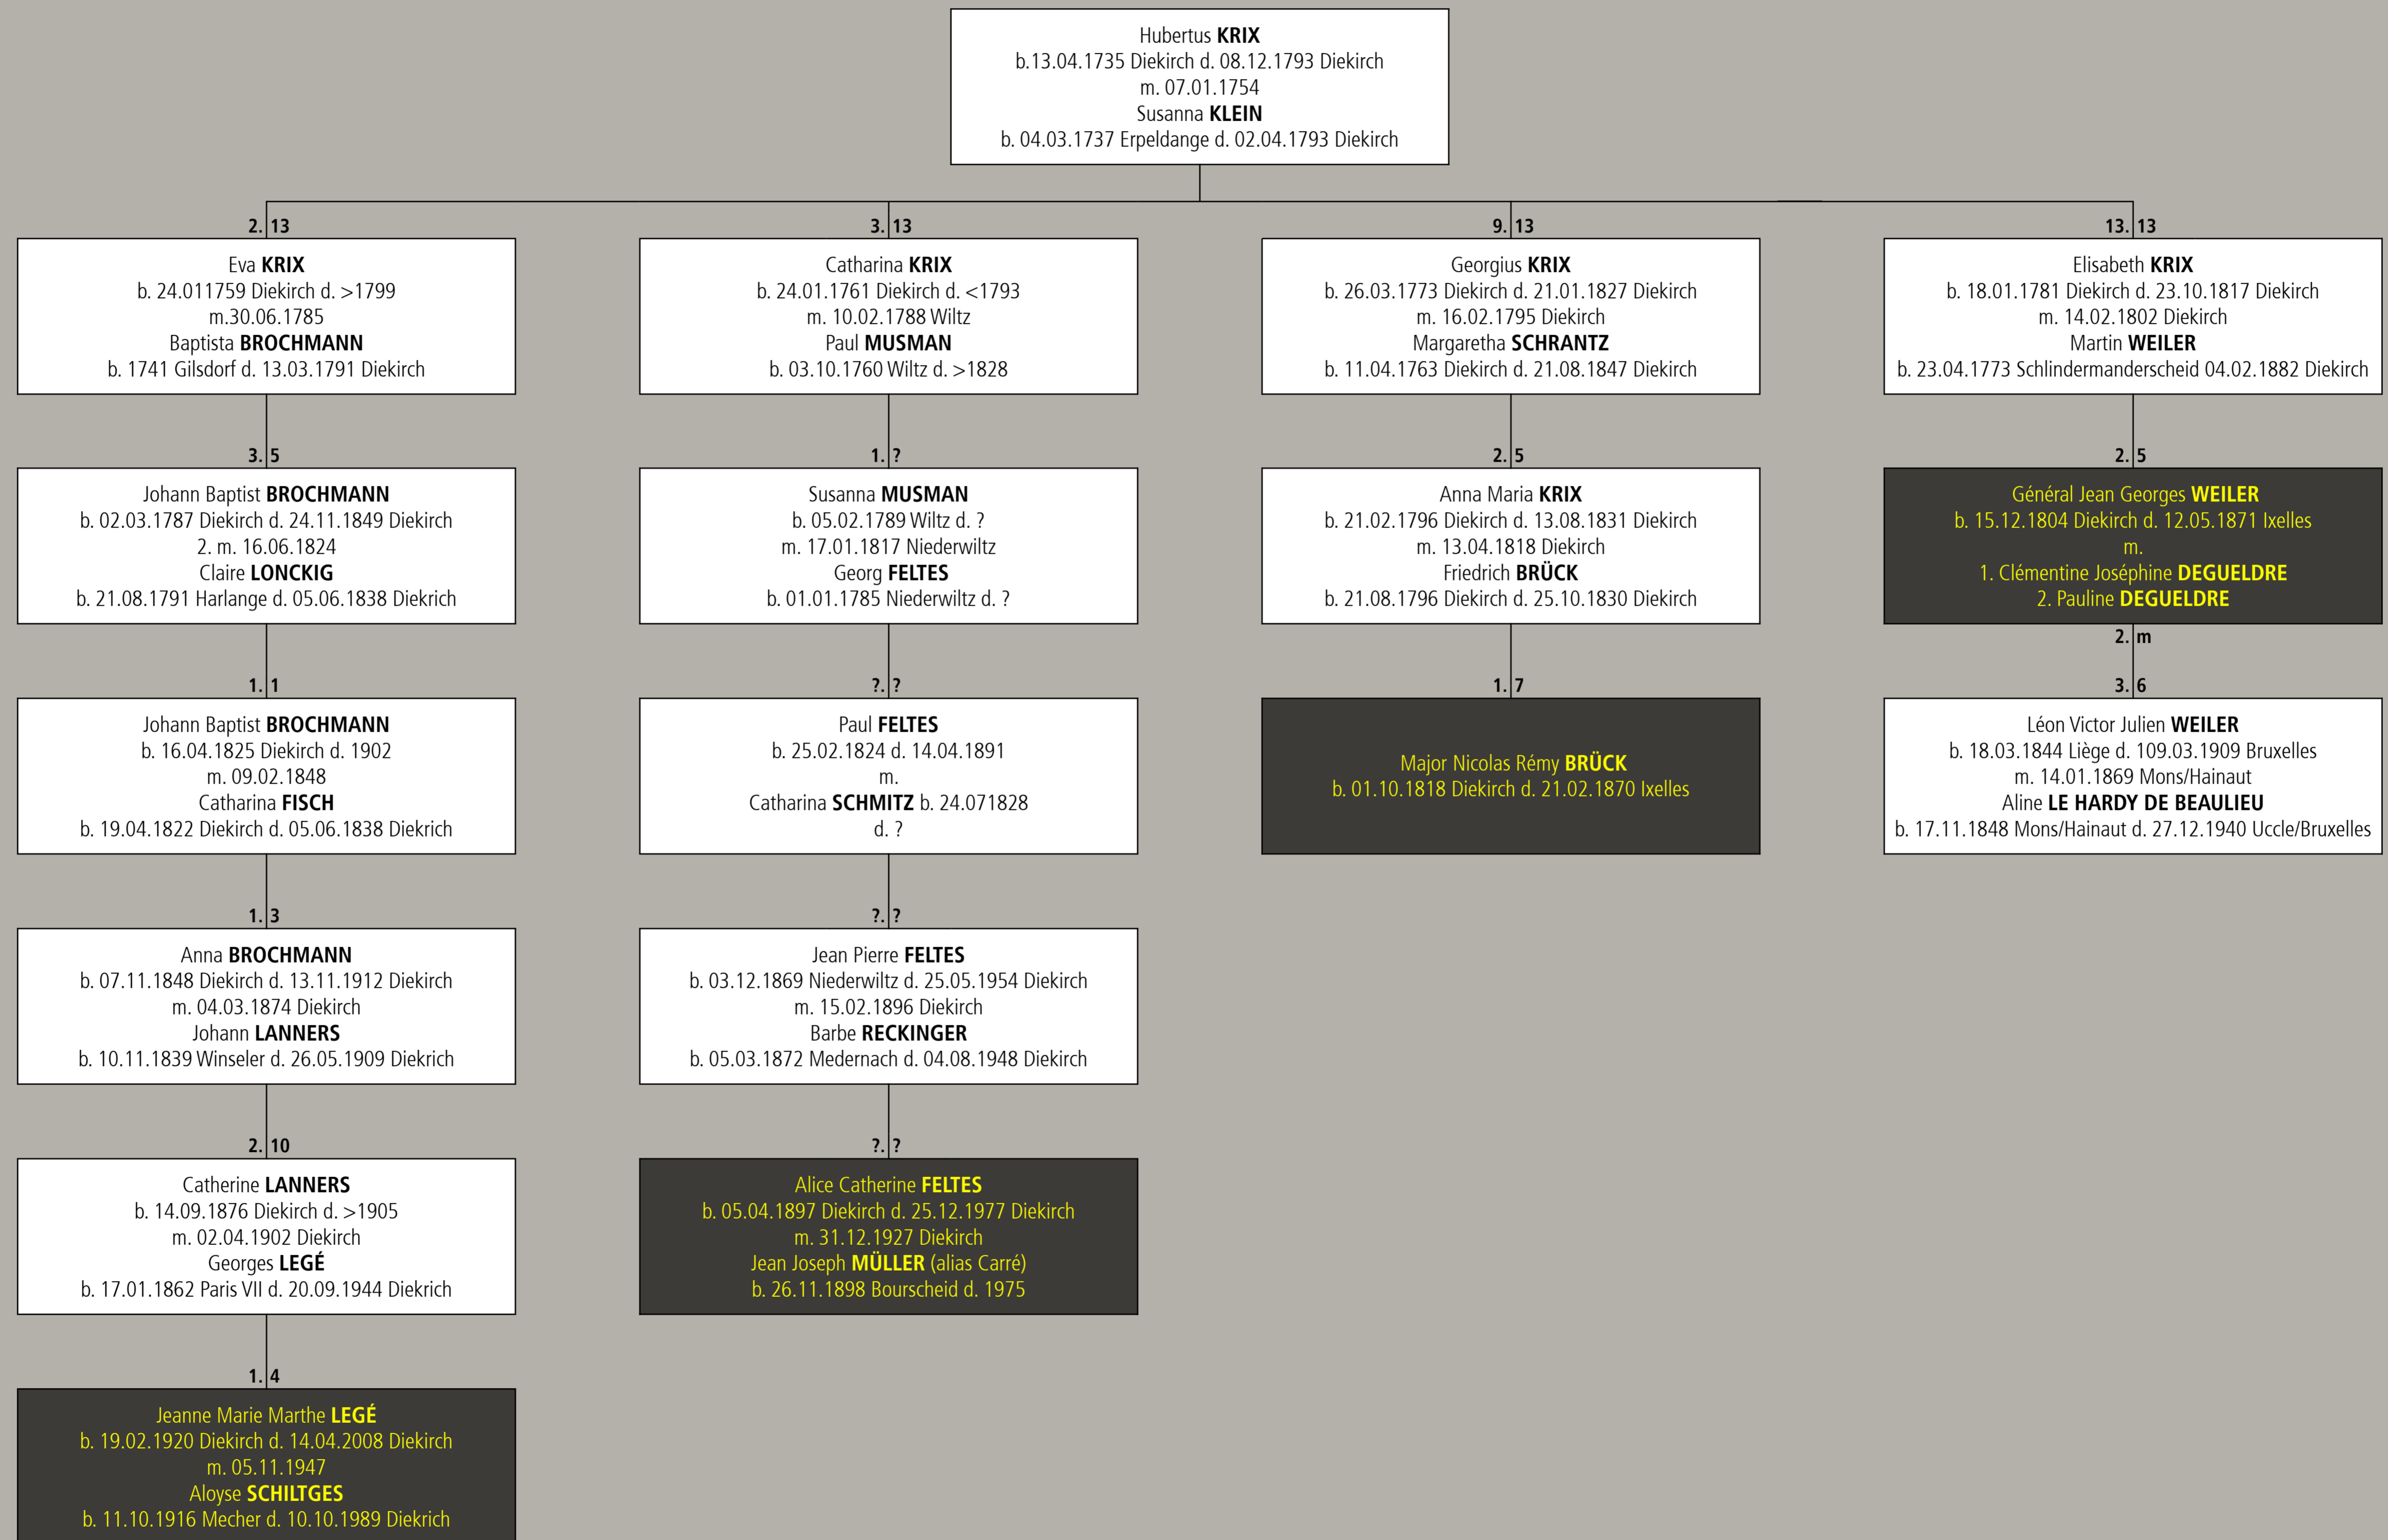 Hubertus KRIX
b.13.04.1735 Diekirch d. 08.12.1793 Diekirch
m. 07.01.1754
Susanna KLEIN
b. 04.03.1737 Erpeldange d. 02.04.1793 Diekirch
2. 13
Eva KRIX
b. 24.011759 Diekirch d. >1799
m.30.06.1785
Baptista BROCHMANN
b. 1741 Gilsdorf d. 13.03.1791 Diekirch
3. 5
Johann Baptist BROCHMANN
b. 02.03.1787 Diekirch d. 24.11.1849 Diekirch
2. m. 16.06.1824
Claire LONCKIG
b. 21.08.1791 Harlange d. 05.06.1838 Diekrich
1. 1
Johann Baptist BROCHMANN
b. 16.04.1825 Diekirch d. 1902
m. 09.02.1848
Catharina FISCH
b. 19.04.1822 Diekirch d. 05.06.1838 Diekrich
1. 3
Anna BROCHMANN
b. 07.11.1848 Diekirch d. 13.11.1912 Diekirch
m. 04.03.1874 Diekirch
Johann LANNERS
b. 10.11.1839 Winseler d. 26.05.1909 Diekrich
2. 10
Catherine LANNERS
b. 14.09.1876 Diekirch d. >1905
m. 02.04.1902 Diekirch
Georges LEGÉ
b. 17.01.1862 Paris VII d. 20.09.1944 Diekrich
1. 4
Jeanne Marie Marthe LEGÉ
b. 19.02.1920 Diekirch d. 14.04.2008 Diekirch
m. 05.11.1947
Aloyse SCHILTGES
b. 11.10.1916 Mecher d. 10.10.1989 Diekrich
3. 13
Catharina KRIX
b. 24.01.1761 Diekirch d. <1793
m. 10.02.1788 Wiltz
Paul MUSMAN
b. 03.10.1760 Wiltz d. >1828
1. ?
Susanna MUSMAN
b. 05.02.1789 Wiltz d. ?
m. 17.01.1817 Niederwiltz
Georg FELTES
b. 01.01.1785 Niederwiltz d. ?
?. ?
Paul FELTES
b. 25.02.1824 d. 14.04.1891
m.
Catharina SCHMITZ b. 24.071828
d. ?
?. ?
Jean Pierre FELTES
b. 03.12.1869 Niederwiltz d. 25.05.1954 Diekirch
m. 15.02.1896 Diekirch
Barbe RECKINGER
b. 05.03.1872 Medernach d. 04.08.1948 Diekirch
?. ?
Alice Catherine FELTES
b. 05.04.1897 Diekirch d. 25.12.1977 Diekirch
m. 31.12.1927 Diekirch
Jean Joseph MÜLLER (alias Carré)
b. 26.11.1898 Bourscheid d. 1975
9. 13
Georgius KRIX
b. 26.03.1773 Diekirch d. 21.01.1827 Diekirch
m. 16.02.1795 Diekirch
Margaretha SCHRANTZ
b. 11.04.1763 Diekirch d. 21.08.1847 Diekirch
2. 5
Anna Maria KRIX
b. 21.02.1796 Diekirch d. 13.08.1831 Diekirch
m. 13.04.1818 Diekirch
Friedrich BRÜCK
b. 21.08.1796 Diekirch d. 25.10.1830 Diekirch
1. 7
Major Nicolas Rémy BRÜCK
b. 01.10.1818 Diekirch d. 21.02.1870 Ixelles
13. 13
Elisabeth KRIX
b. 18.01.1781 Diekirch d. 23.10.1817 Diekirch
m. 14.02.1802 Diekirch
Martin WEILER
b. 23.04.1773 Schlindermanderscheid 04.02.1882 Diekirch
2. 5
Général Jean Georges WEILER
b. 15.12.1804 Diekirch d. 12.05.1871 Ixelles
m.
1. Clémentine Joséphine DEGUELDRE
2. Pauline DEGUELDRE
2. m
3. 6
Léon Victor Julien WEILER
b. 18.03.1844 Liège d. 109.03.1909 Bruxelles
m. 14.01.1869 Mons/Hainaut
Aline LE HARDY DE BEAULIEU
b. 17.11.1848 Mons/Hainaut d. 27.12.1940 Uccle/Bruxelles